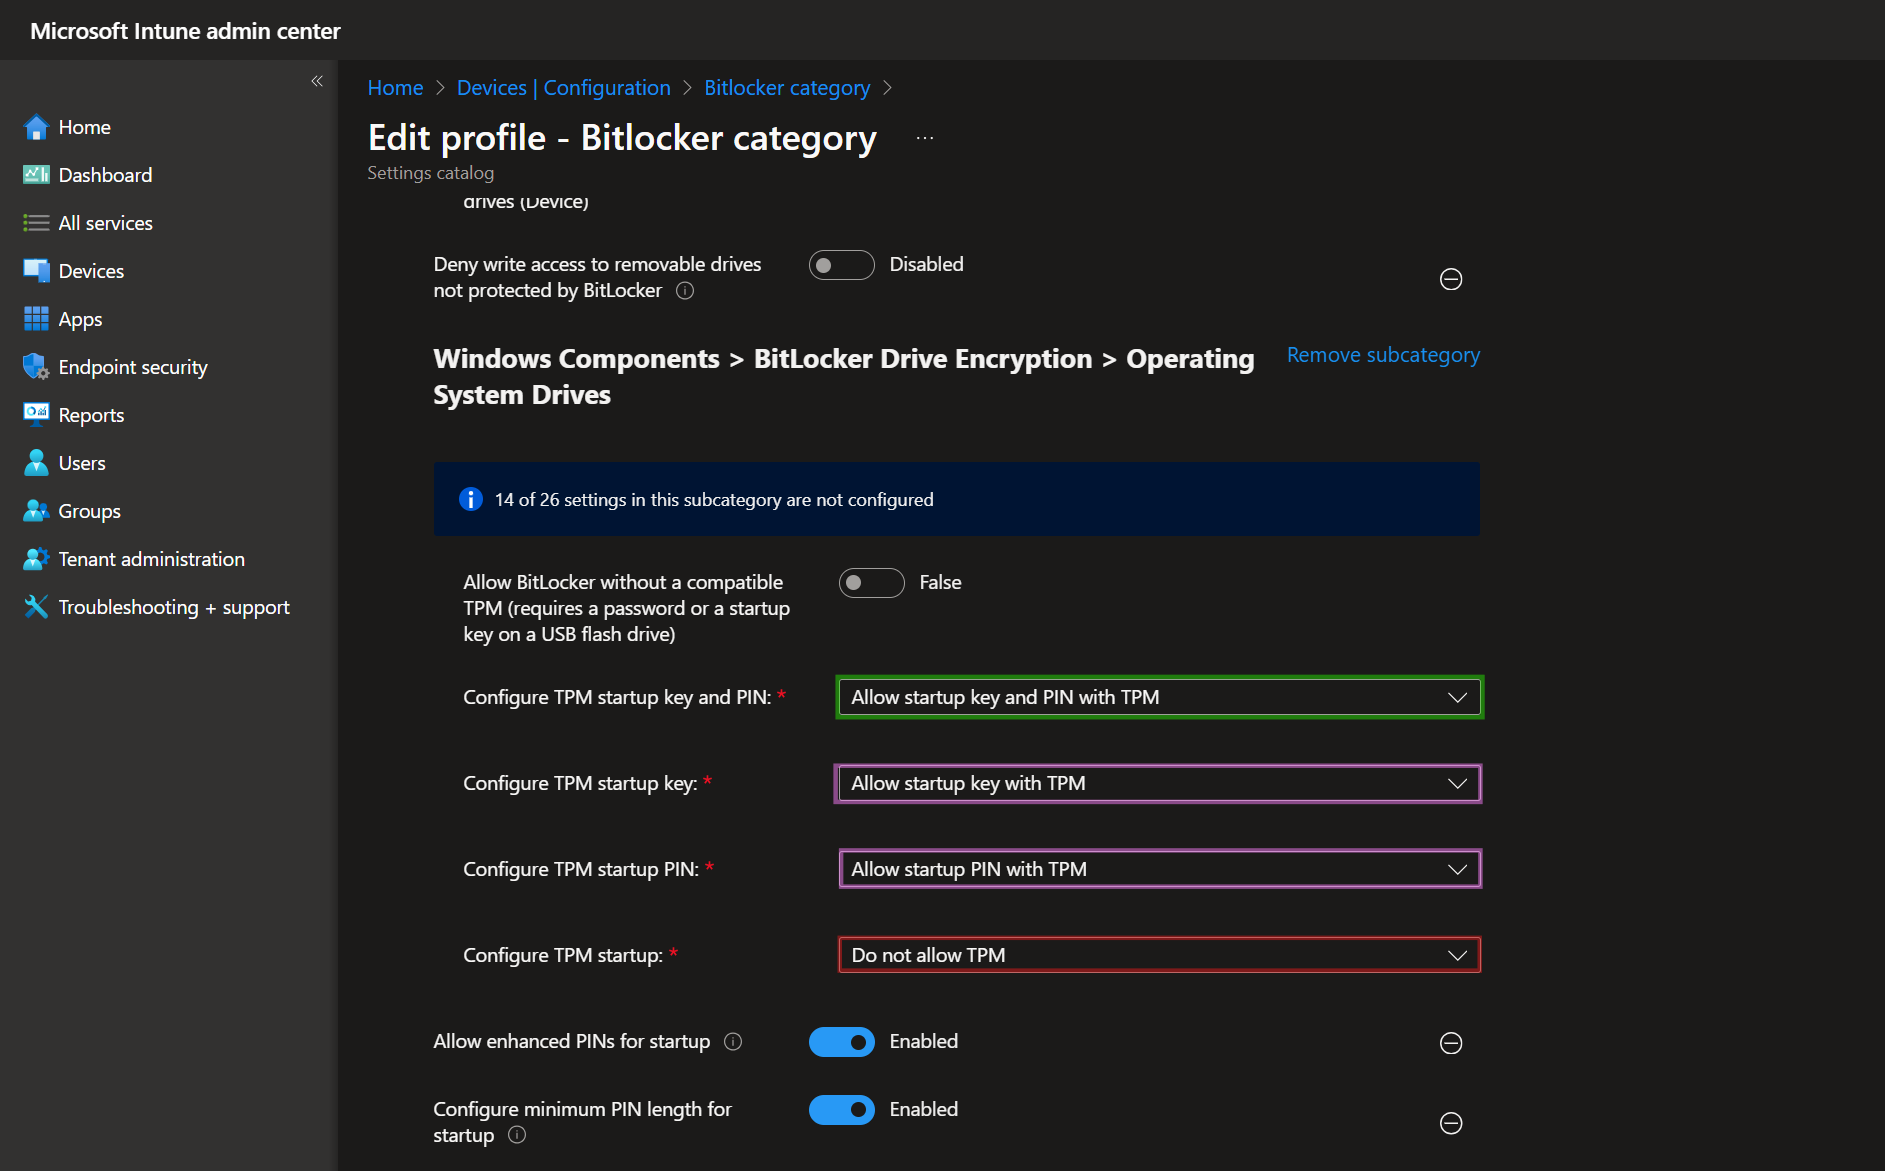 Microsoft Intune admin center
«
Home
Dashboard
All services
Devices
Apps
Endpoint security
Reports
Users
Groups
Tenant administration
Troubleshooting + support
Home > Devices | Configuration > Bitlocker category >
Edit profile - Bitlocker category ...
Settings catalog
drives (Device)
Deny write access to removable drives
not protected by BitLocker
Disabled
Windows Components > BitLocker Drive Encryption > Operating
System Drives
Remove subcategory
14 of 26 settings in this subcategory are not configured
Allow BitLocker without a compatible
TPM (requires a password or a startup
key on a USB flash drive)
False
Configure TPM startup key and PIN: *
Allow startup key and PIN with TPM
Configure TPM startup key: *
Allow startup key with TPM
Configure TPM startup PIN: *
Allow startup PIN with TPM
Configure TPM startup: *
Do not allow TPM
Allow enhanced PINs for startup
Enabled
Configure minimum PIN length for
startup
Enabled